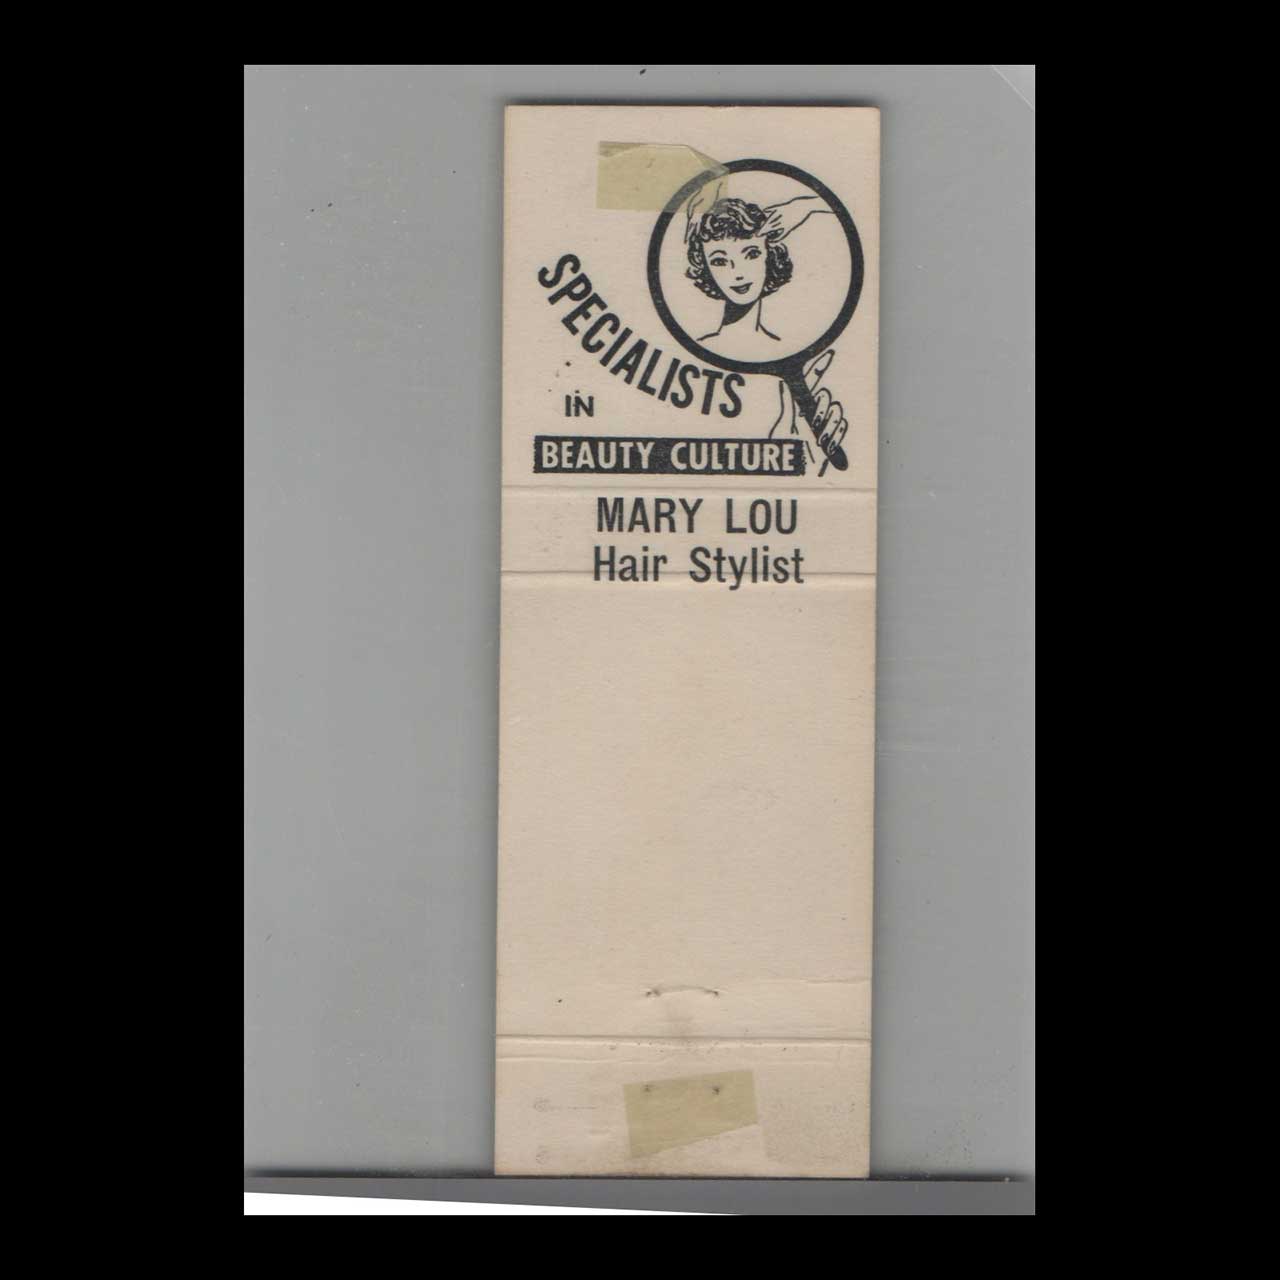 SPECIALISTS
IN
BEAUTY CULTURE
MARY LOU
Hair Stylist